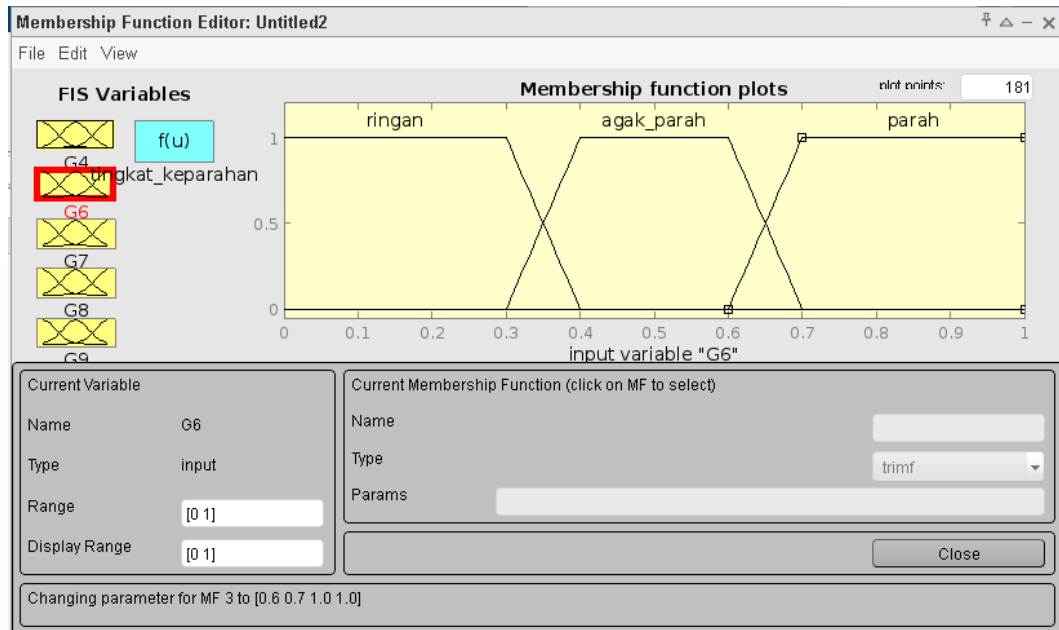 Membership Function Editor: Untitled2
File Edit View
FIS Variables
Membership function plots
plot points:
181
f(u)
G4
tingkat_keparahan
G6
G7
G8
G9
ringan
agak_parah
parah
1
0.5
0
0 0.1 0.2 0.3 0.4 0.5 0.6 0.7 0.8 0.9 1
input variable "G6"
Current Variable
Name G6
Type input
Range [0 1]
Display Range [0 1]
Current Membership Function (click on MF to select)
Name
Type trimf
Params
Close
Changing parameter for MF 3 to [0.6 0.7 1.0 1.0]